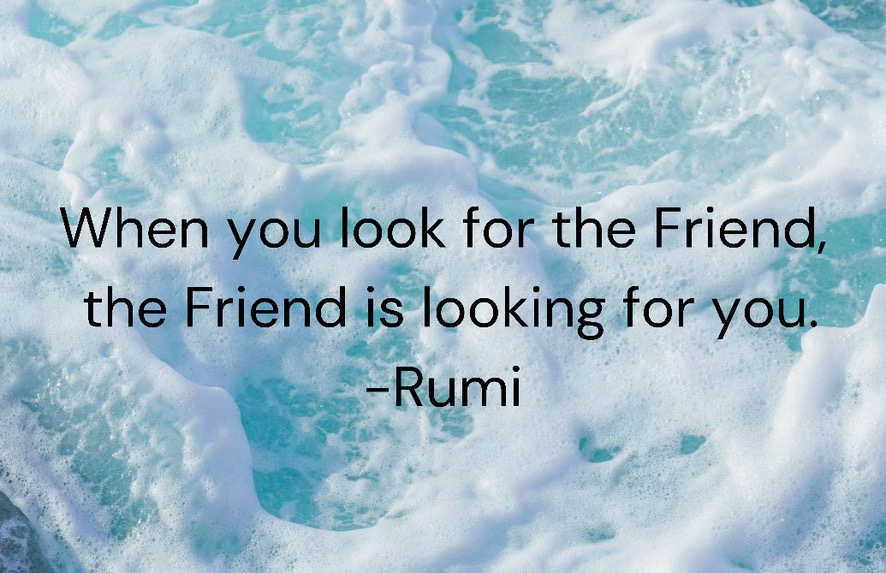 When you look for the Friend,
the Friend is looking for you.
-Rumi